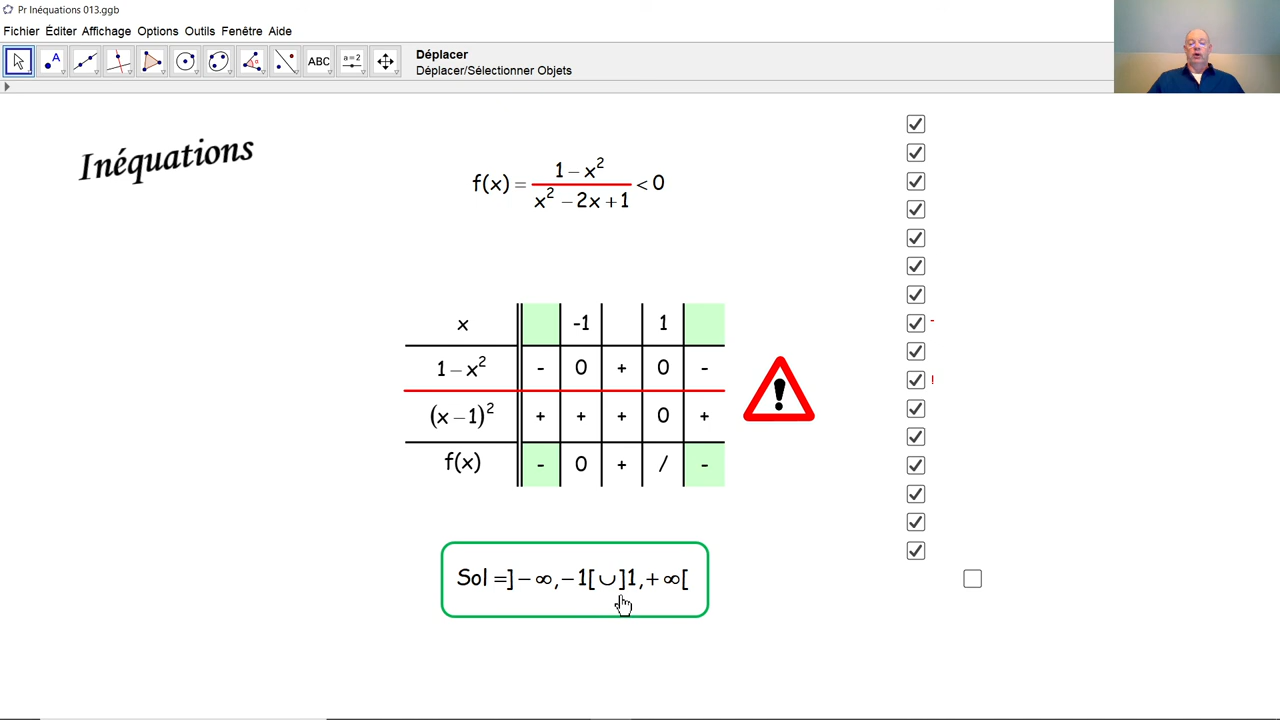 Pr Inéquations 013.ggb
Fichier Éditer Affichage Options Outils Fenêtre Aide
A ABC a=2
Déplacer
Déplacer/Sélectionner Objets
Inéquations
f(x) = (1 − x²)/(x² − 2x + 1) < 0
x -1 1
1 − x² - 0 + 0 -
(x − 1)² + + + 0 +
f(x) - 0 + / -
!
Sol =]−∞,−1[∪]1,+∞[
-
!